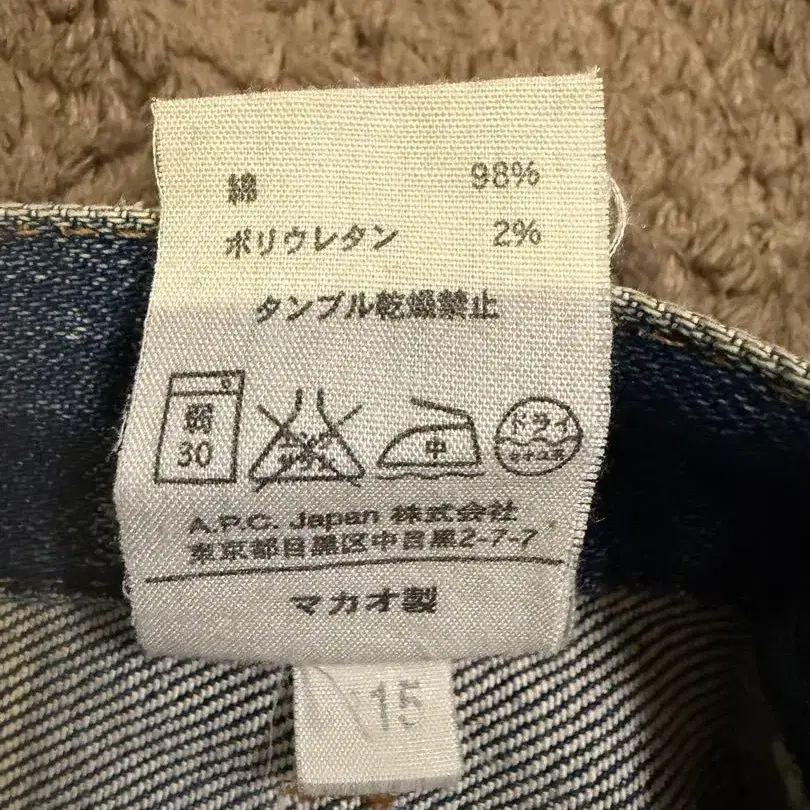 綿 98%
ポリウレタン 2%
タンブル乾燥禁止
弱 30
中
ドライ
A.P.C. Japan 株式会社
東京都目黒区中目黒2-7-7
マカオ製
15